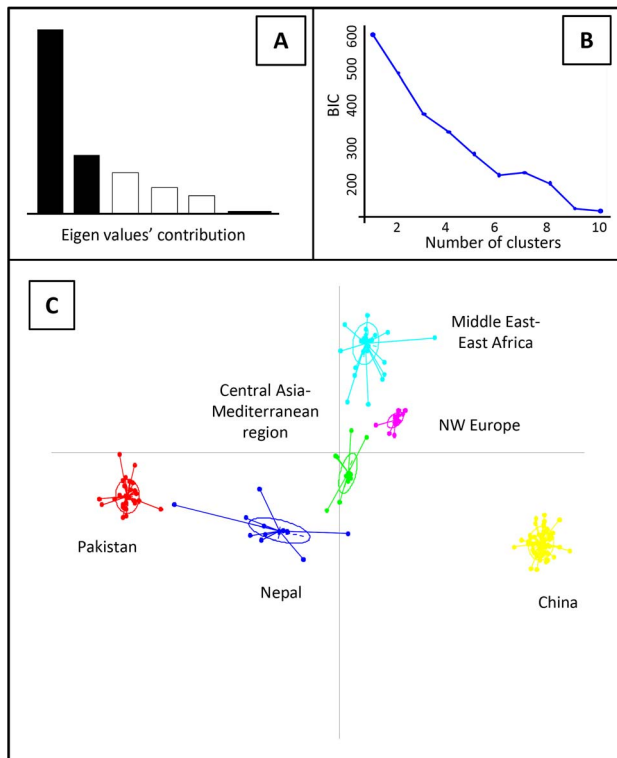 A
Eigen values' contribution
B
BIC
600
500
400
300
200
2
4
6
8
10
Number of clusters
C
Middle East-
East Africa
Central Asia-
Mediterranean
region
NW Europe
Pakistan
Nepal
China